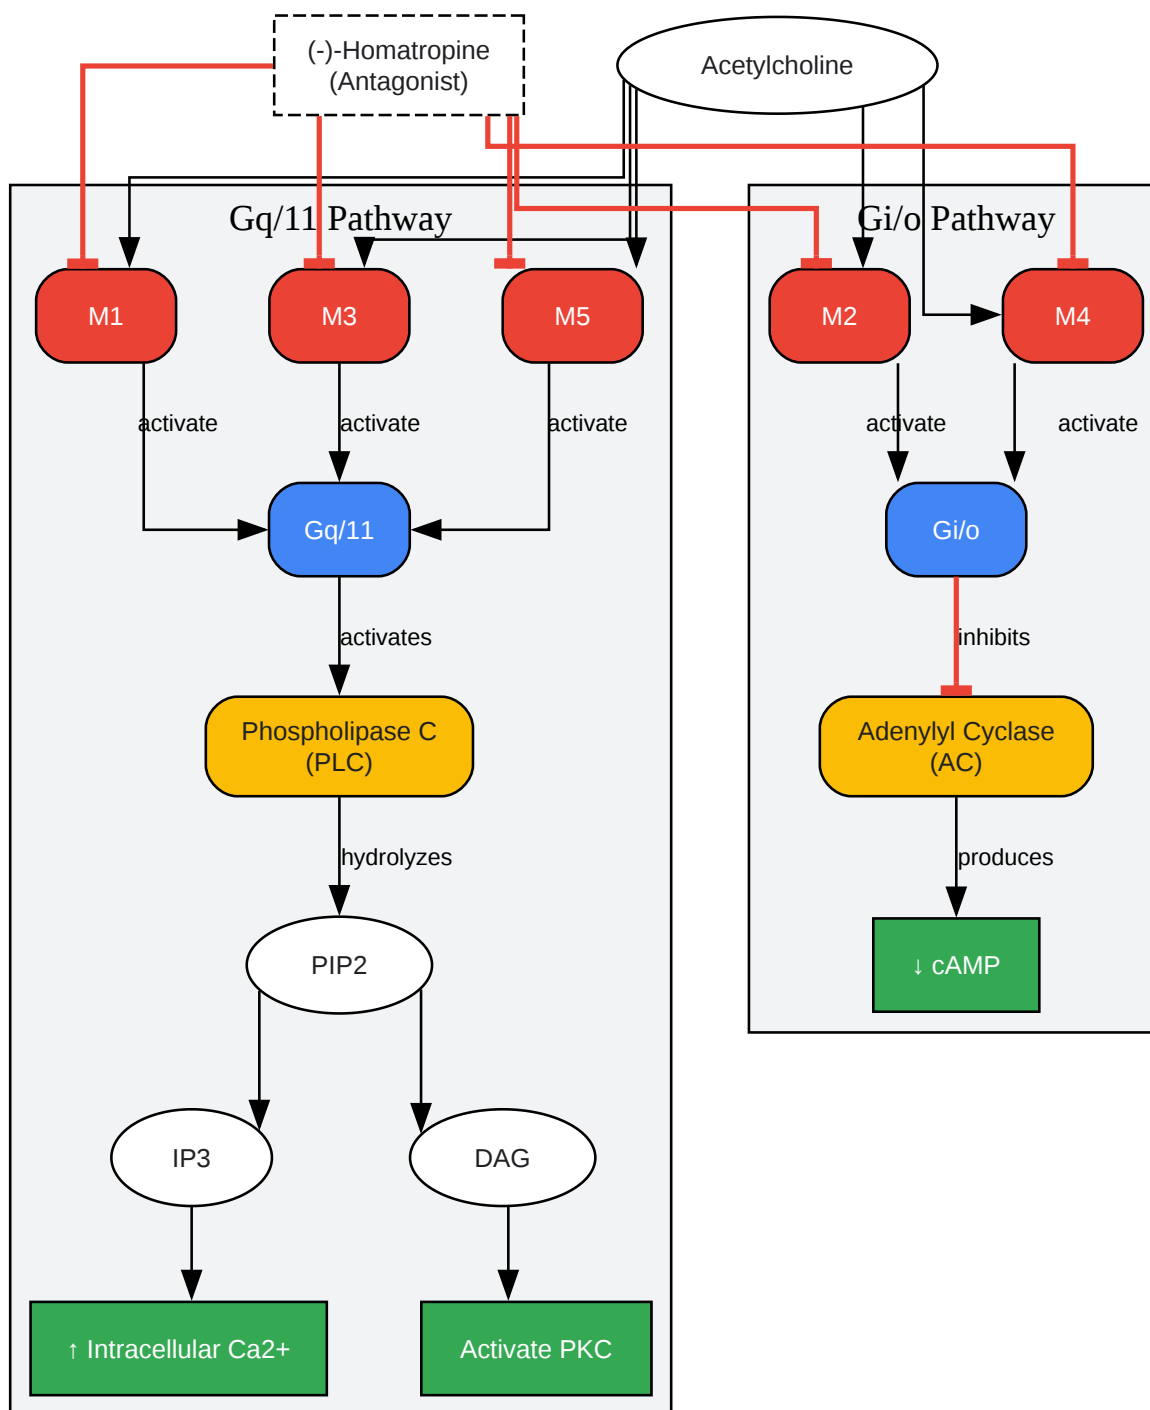 (-)-Homatropine
(Antagonist)
Acetylcholine
Gq/11 Pathway
Gi/o Pathway
M1
M3
M5
M2
M4
activate
activate
activate
activate
activate
Gq/11
Gi/o
activates
inhibits
Phospholipase C
(PLC)
Adenylyl Cyclase
(AC)
hydrolyzes
produces
PIP2
↓ cAMP
IP3
DAG
↑ Intracellular Ca2+
Activate PKC